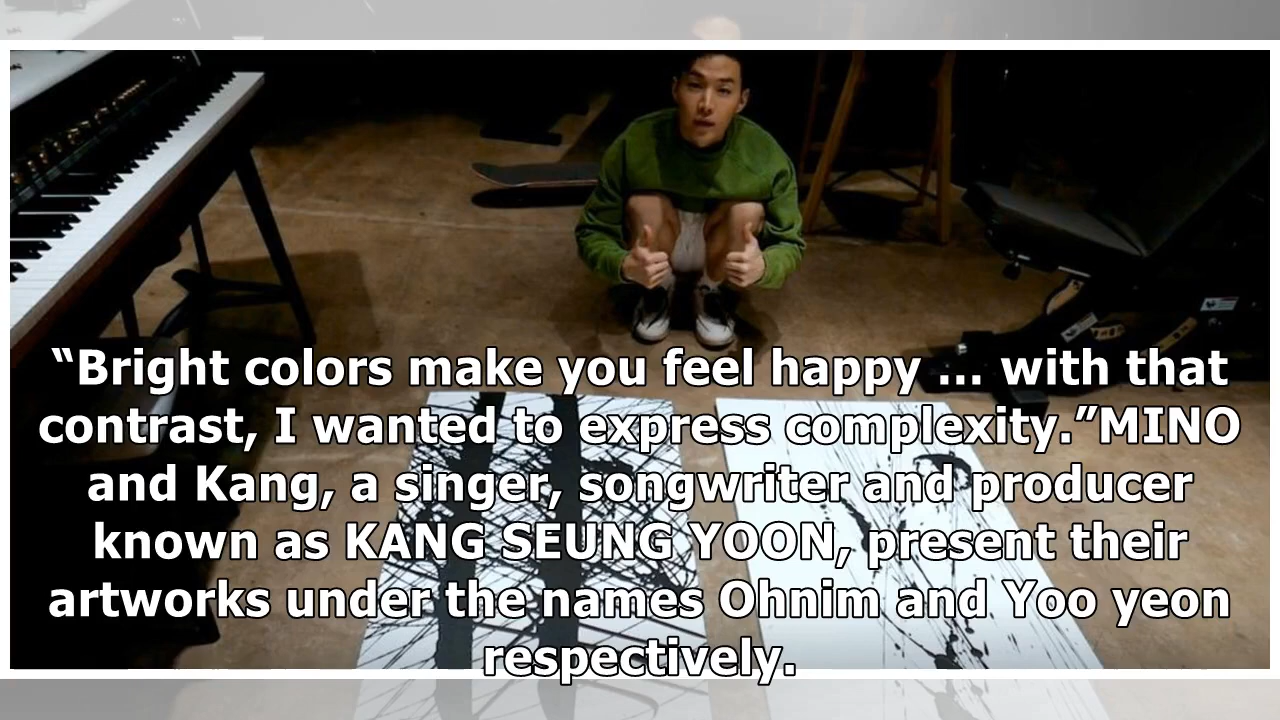 “Bright colors make you feel happy ... with that
contrast, I wanted to express complexity.”MINO
and Kang, a singer, songwriter and producer
known as KANG SEUNG YOON, present their
artworks under the names Ohnim and Yoo yeon
respectively.